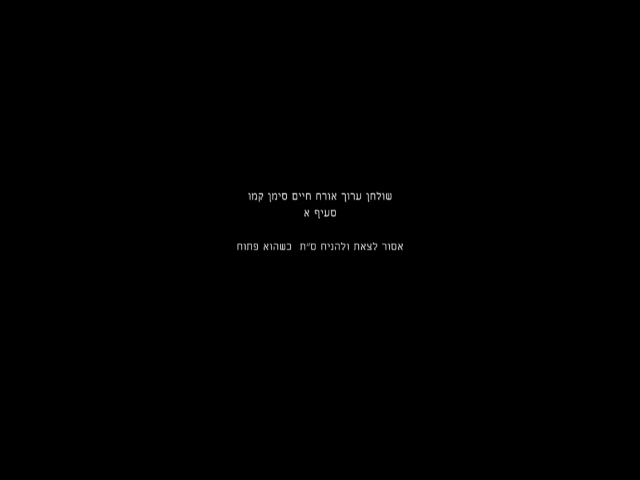 שולחן ערוך אורח חיים סימן קמו
סעיף א
אסור לצאת ולהניח ס"ת כשהוא פתוח